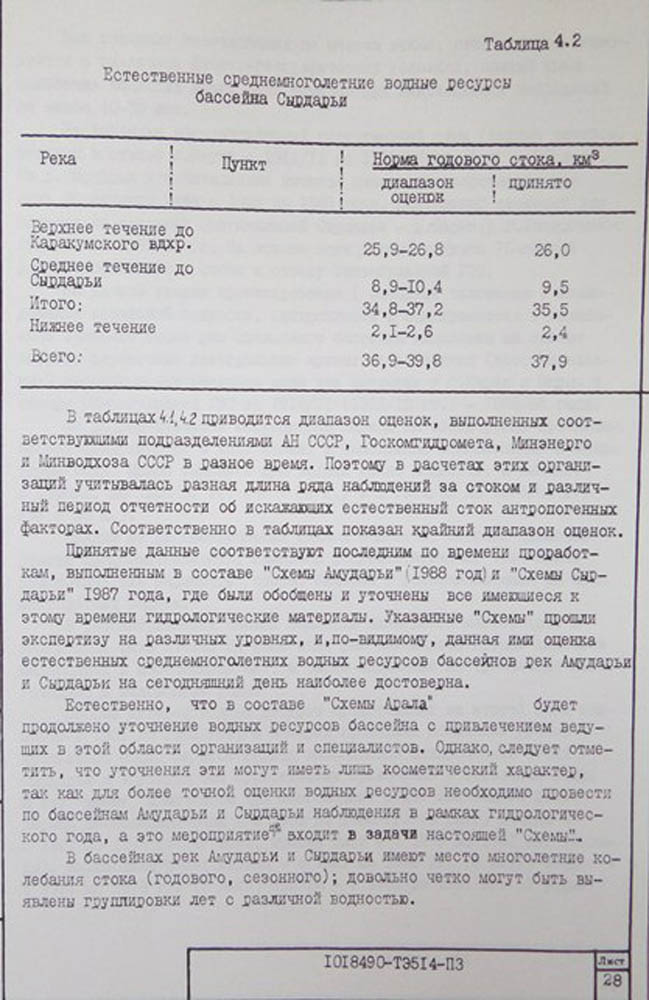 Таблица 4.2
Естественные среднемноголетние водные ресурсы
бассейна Сырдарьи
Река ! Пункт ! Норма годового стока, км³
диапазон оценок ! принято
Верхнее течение до
Каракумского вдхр. 25,9-26,8 26,0
Среднее течение до
Сырдарьи 8,9-10,4 9,5
Итого: 34,8-37,2 35,5
Нижнее течение 2,1-2,6 2,4
Всего: 36,9-39,8 37,9
В таблицах 4.1, 4.2 приводится диапазон оценок, выполненных соот-
ветствующими подразделениями АН СССР, Госкомгидромета, Минэнерго
и Минводхоза СССР в разное время. Поэтому в расчетах этих органи-
заций учитывалась разная длина ряда наблюдений за стоком и различ-
ный период отчетности об искажающих естественный сток антропогенных
факторах. Соответственно в таблицах показан крайний диапазон оценок.
Принятые данные соответствуют последним по времени проработ-
кам, выполненным в составе "Схемы Амударьи" (1988 год) и "Схемы Сыр-
дарьи" 1987 года, где были обобщены и уточнены все имеющиеся к
этому времени гидрологические материалы. Указанные "Схемы" прошли
экспертизу на различных уровнях, и,по-видимому, данная ими оценка
естественных среднемноголетних водных ресурсов бассейнов рек Амударьи
и Сырдарьи на сегодняшний день наиболее достоверна.
Естественно, что в составе "Схемы Арала" будет
продолжено уточнение водных ресурсов бассейна с привлечением веду-
щих в этой области организаций и специалистов. Однако,следует отме-
тить, что уточнения эти могут иметь лишь косметический характер,
так как для более точной оценки водных ресурсов необходимо провести
по бассейнам Амударьи и Сырдарьи наблюдения в рамках гидрологичес-
кого года, а это мероприятие не входит в задачи настоящей "Схемы".
В бассейнах рек Амударьи и Сырдарьи имеют место многолетние ко-
лебания стока (годового, сезонного); довольно четко могут быть вы-
явлены группировки лет с различной водностью.
1018490-ТЭ514-ПЗ
Лист
28